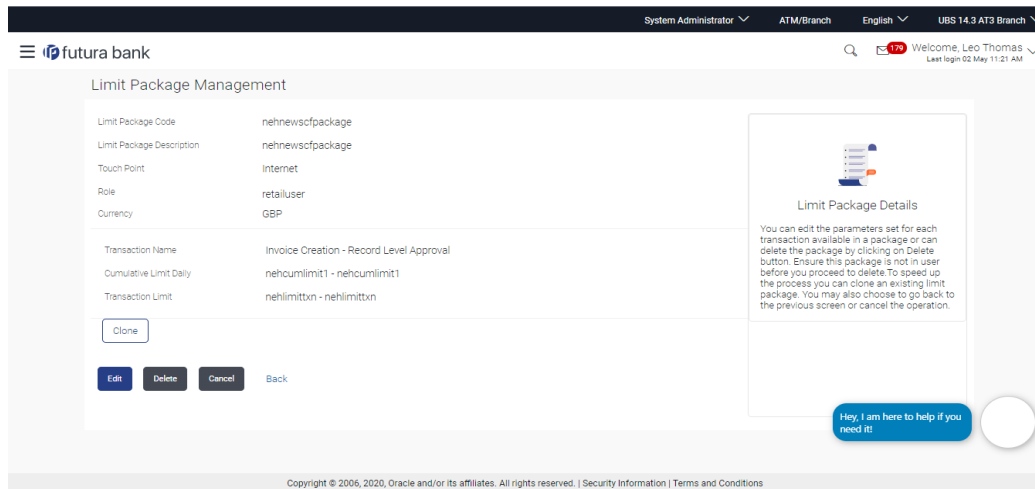 System Administrator ATM/Branch English UBS 14.3 AT3 Branch
futura bank
179
Welcome, Leo Thomas
Last login 02 May 11:21 AM
Limit Package Management
Limit Package Code nehnewscfpackage
Limit Package Description nehnewscfpackage
Touch Point Internet
Role retailuser
Currency GBP
Transaction Name Invoice Creation - Record Level Approval
Cumulative Limit Daily nehcumlimit1 - nehcumlimit1
Transaction Limit nehlimittxn - nehlimittxn
Clone
Edit Delete Cancel Back
Limit Package Details
You can edit the parameters set for each
transaction available in a package or can
delete the package by clicking on Delete
button. Ensure this package is not in user
before you proceed to delete.To speed up
the process you can clone an existing limit
package. You may also choose to go back to
the previous screen or cancel the operation.
Hey, I am here to help if you
need it!
Copyright © 2006, 2020, Oracle and/or its affiliates. All rights reserved. | Security Information | Terms and Conditions